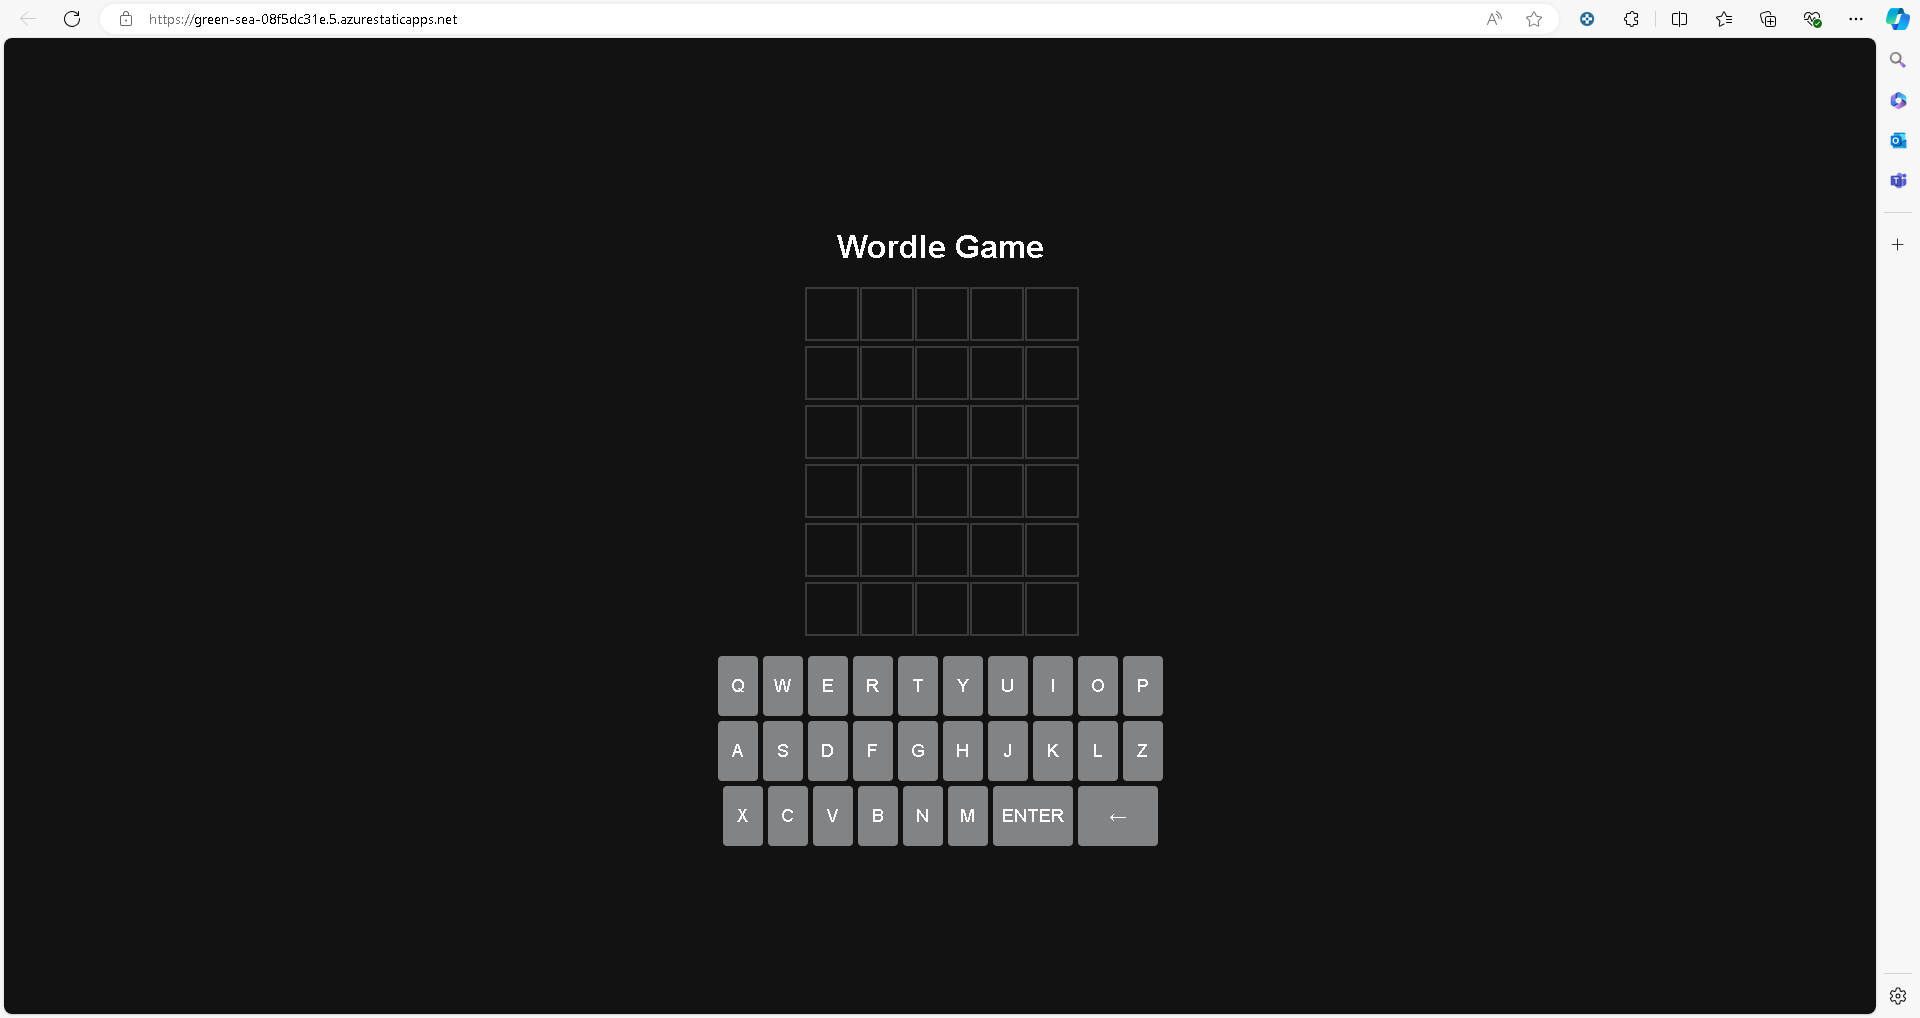 https://green-sea-08f5dc31e.5.azurestaticapps.net
Wordle Game
Q W E R T Y U I O P
A S D F G H J K L Z
X C V B N M ENTER ←